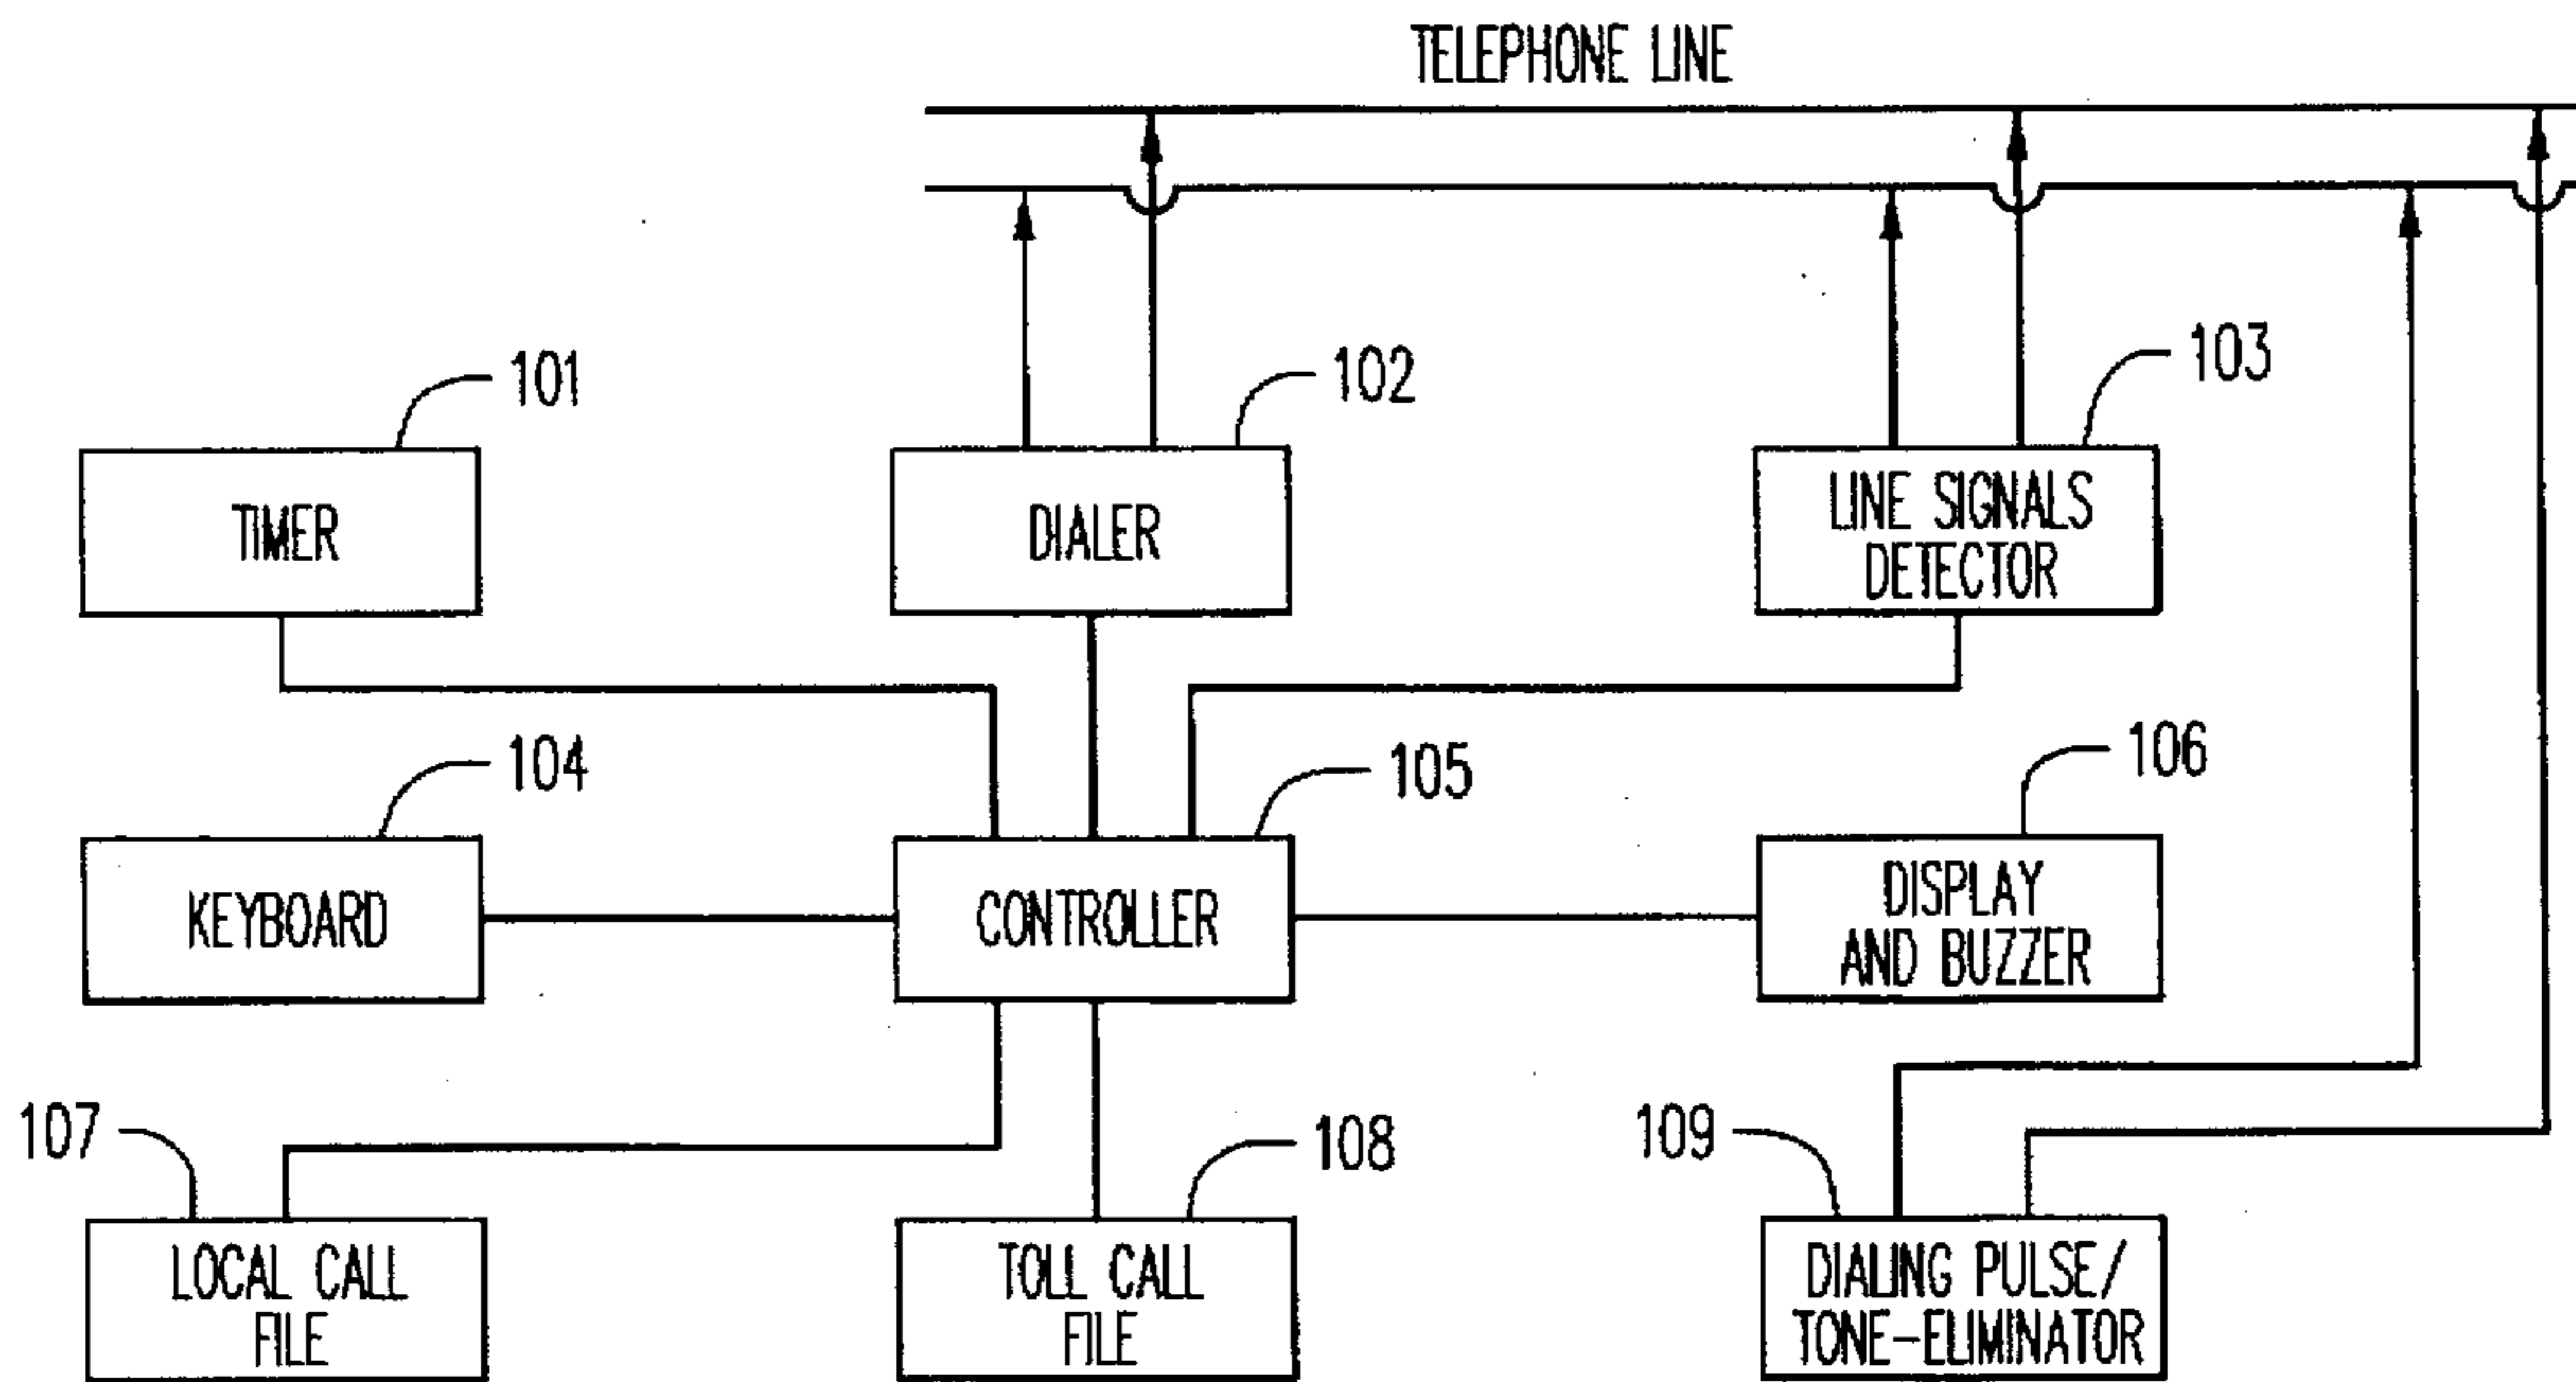 TELEPHONE LINE
101
102
103
TIMER
DIALER
LINE SIGNALS
DETECTOR
104
105
106
KEYBOARD
CONTROLLER
DISPLAY
AND BUZZER
107
108
109
LOCAL CALL
FILE
TOLL CALL
FILE
DIALING PULSE/
TONE-ELIMINATOR